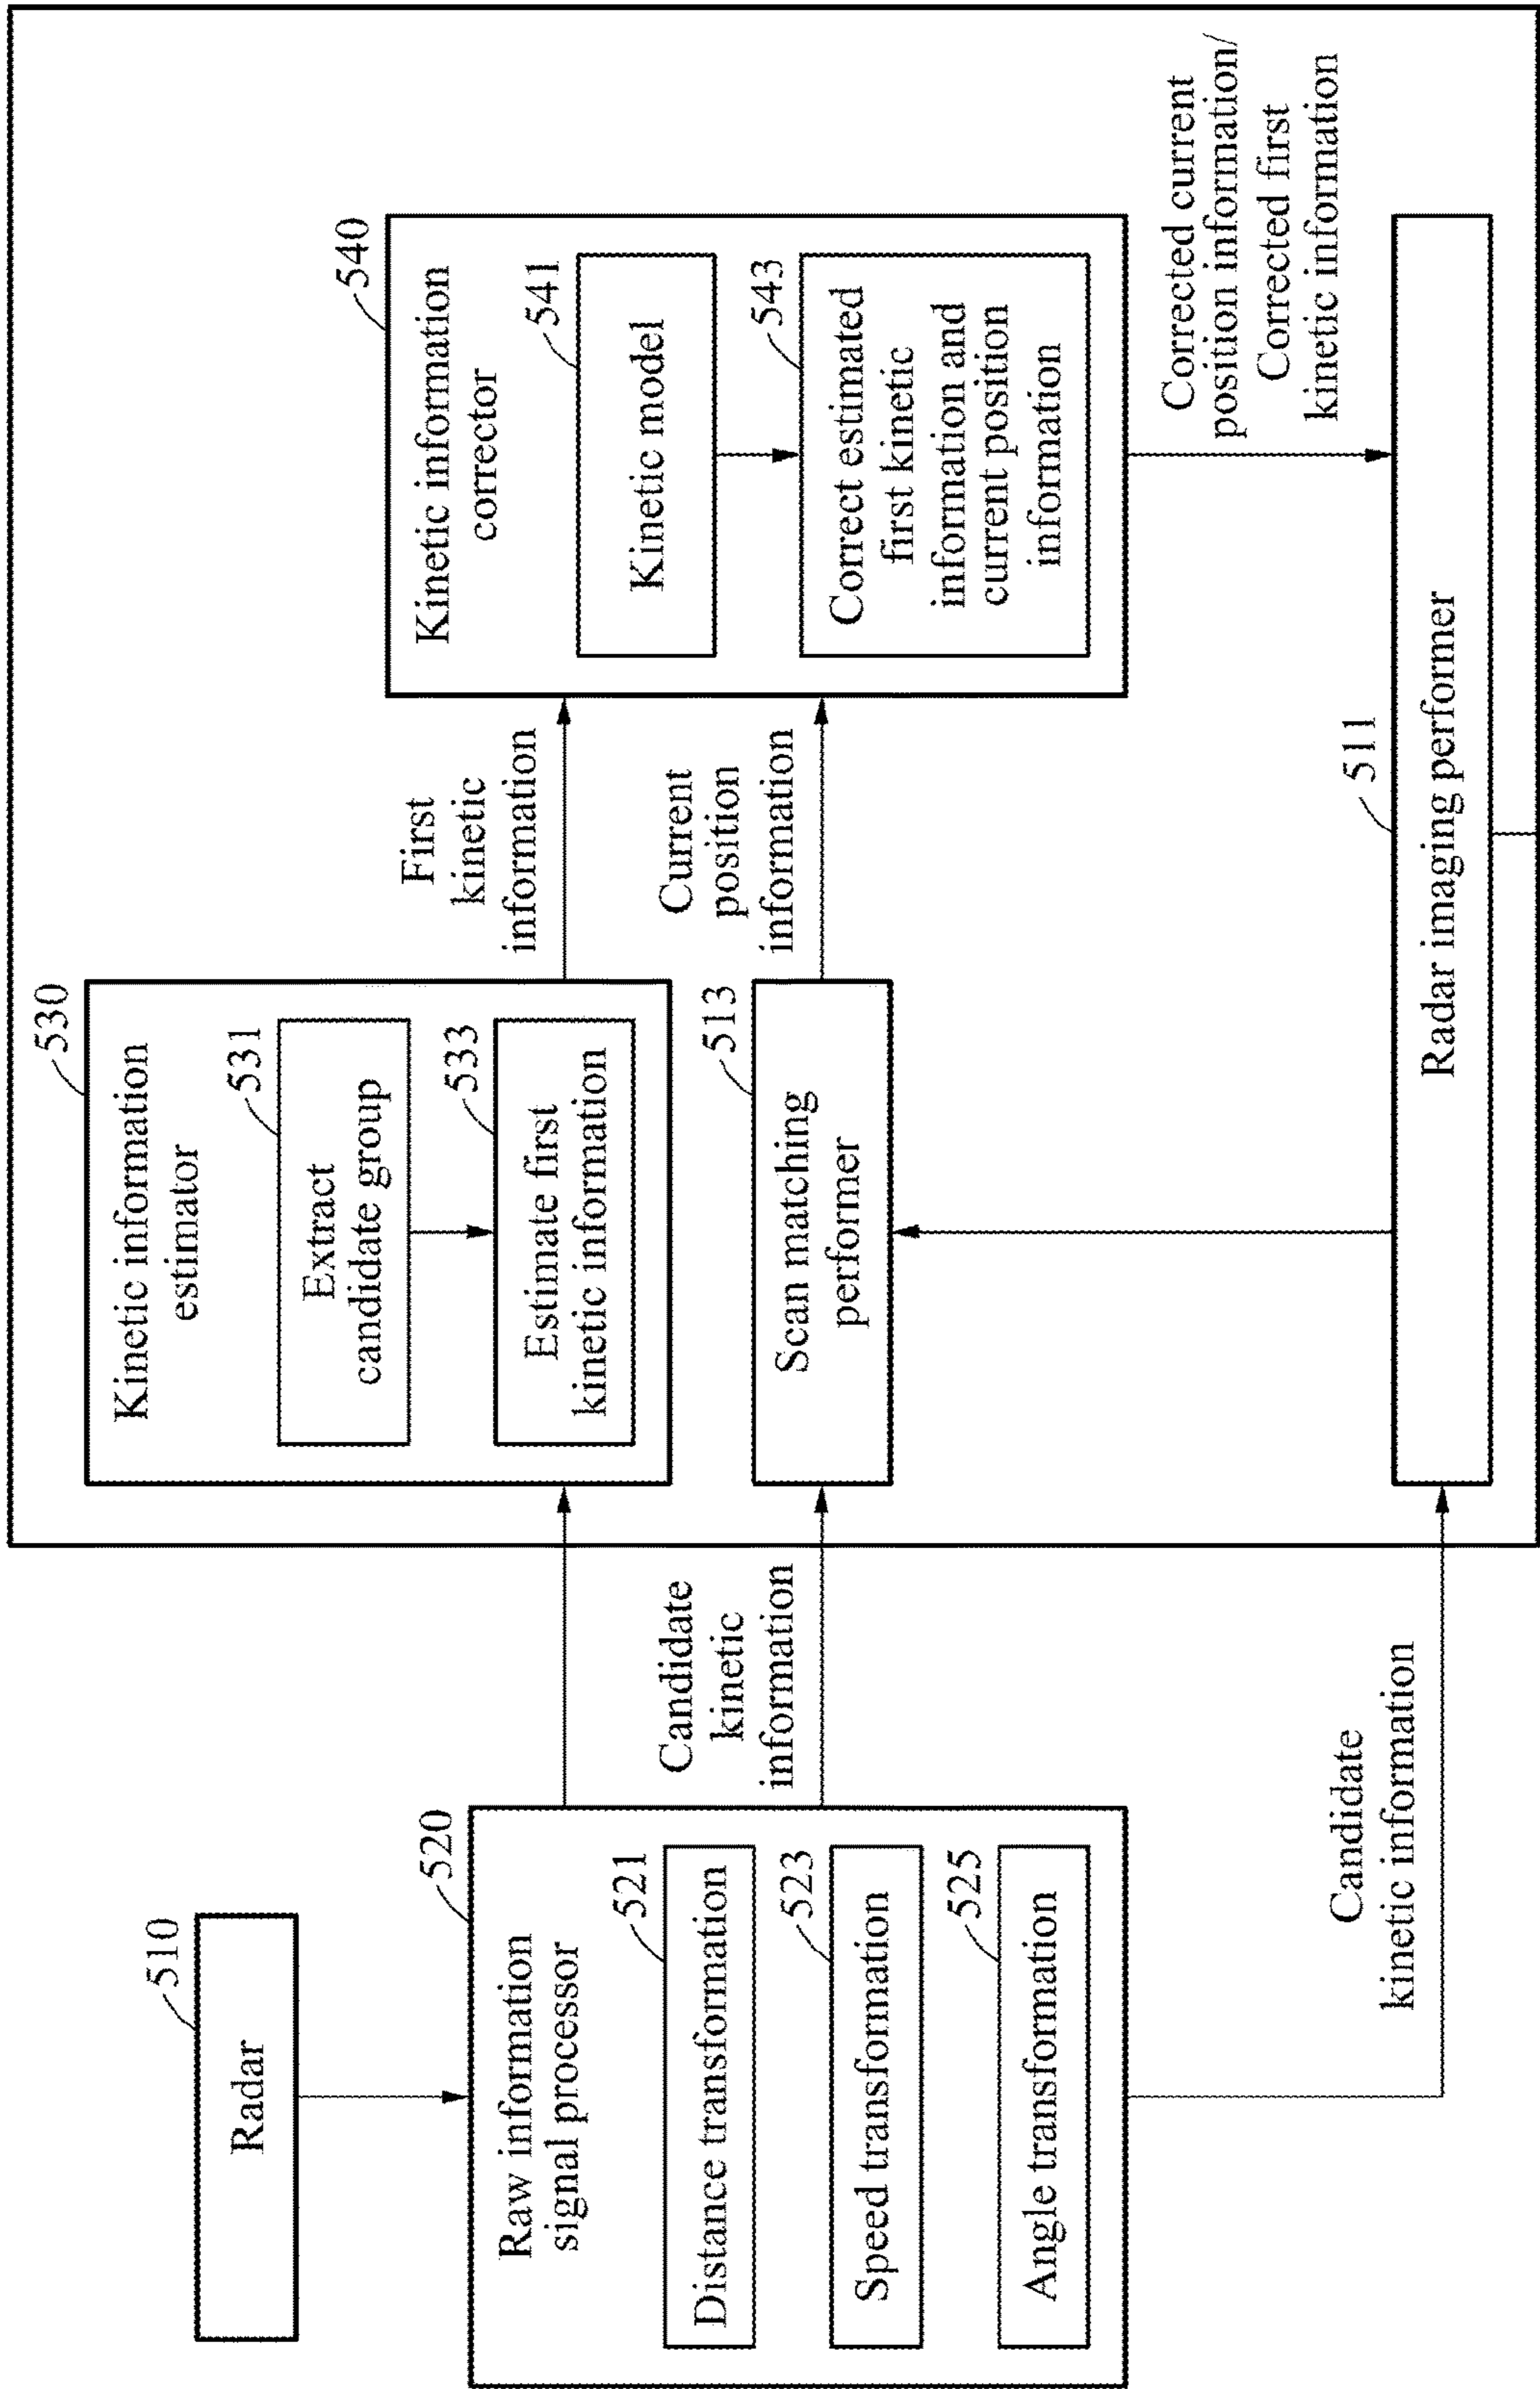 510
Radar
520
Raw information
signal processor
521
Distance transformation
523
Speed transformation
525
Angle transformation
Candidate
kinetic
information
Candidate
kinetic information
530
Kinetic information
estimator
531
Extract
candidate group
533
Estimate first
kinetic information
513
Scan matching
performer
First
kinetic
information
Current
position
information
540
Kinetic information
corrector
541
Kinetic model
543
Correct estimated
first kinetic
information and
current position
information
Corrected current
position information/
Corrected first
kinetic information
511
Radar imaging performer